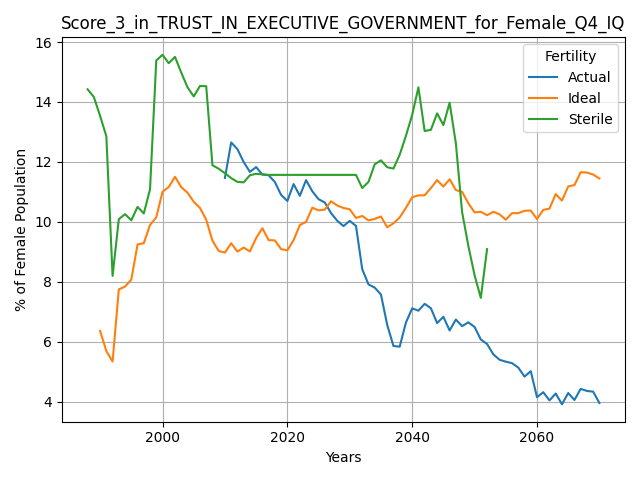 Score_3_in_TRUST_IN_EXECUTIVE_GOVERNMENT_for_Female_Q4_IQ
Fertility
Actual
Ideal
Sterile
% of Female Population
16
14
12
10
8
6
4
2000
2020
2040
2060
Years